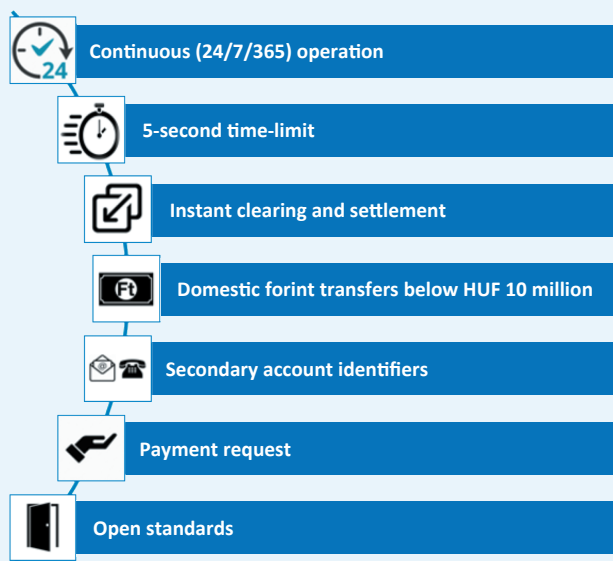 24
Continuous (24/7/365) operation
5-second time-limit
Instant clearing and settlement
Ft
Domestic forint transfers below HUF 10 million
@
Secondary account identifiers
Payment request
Open standards